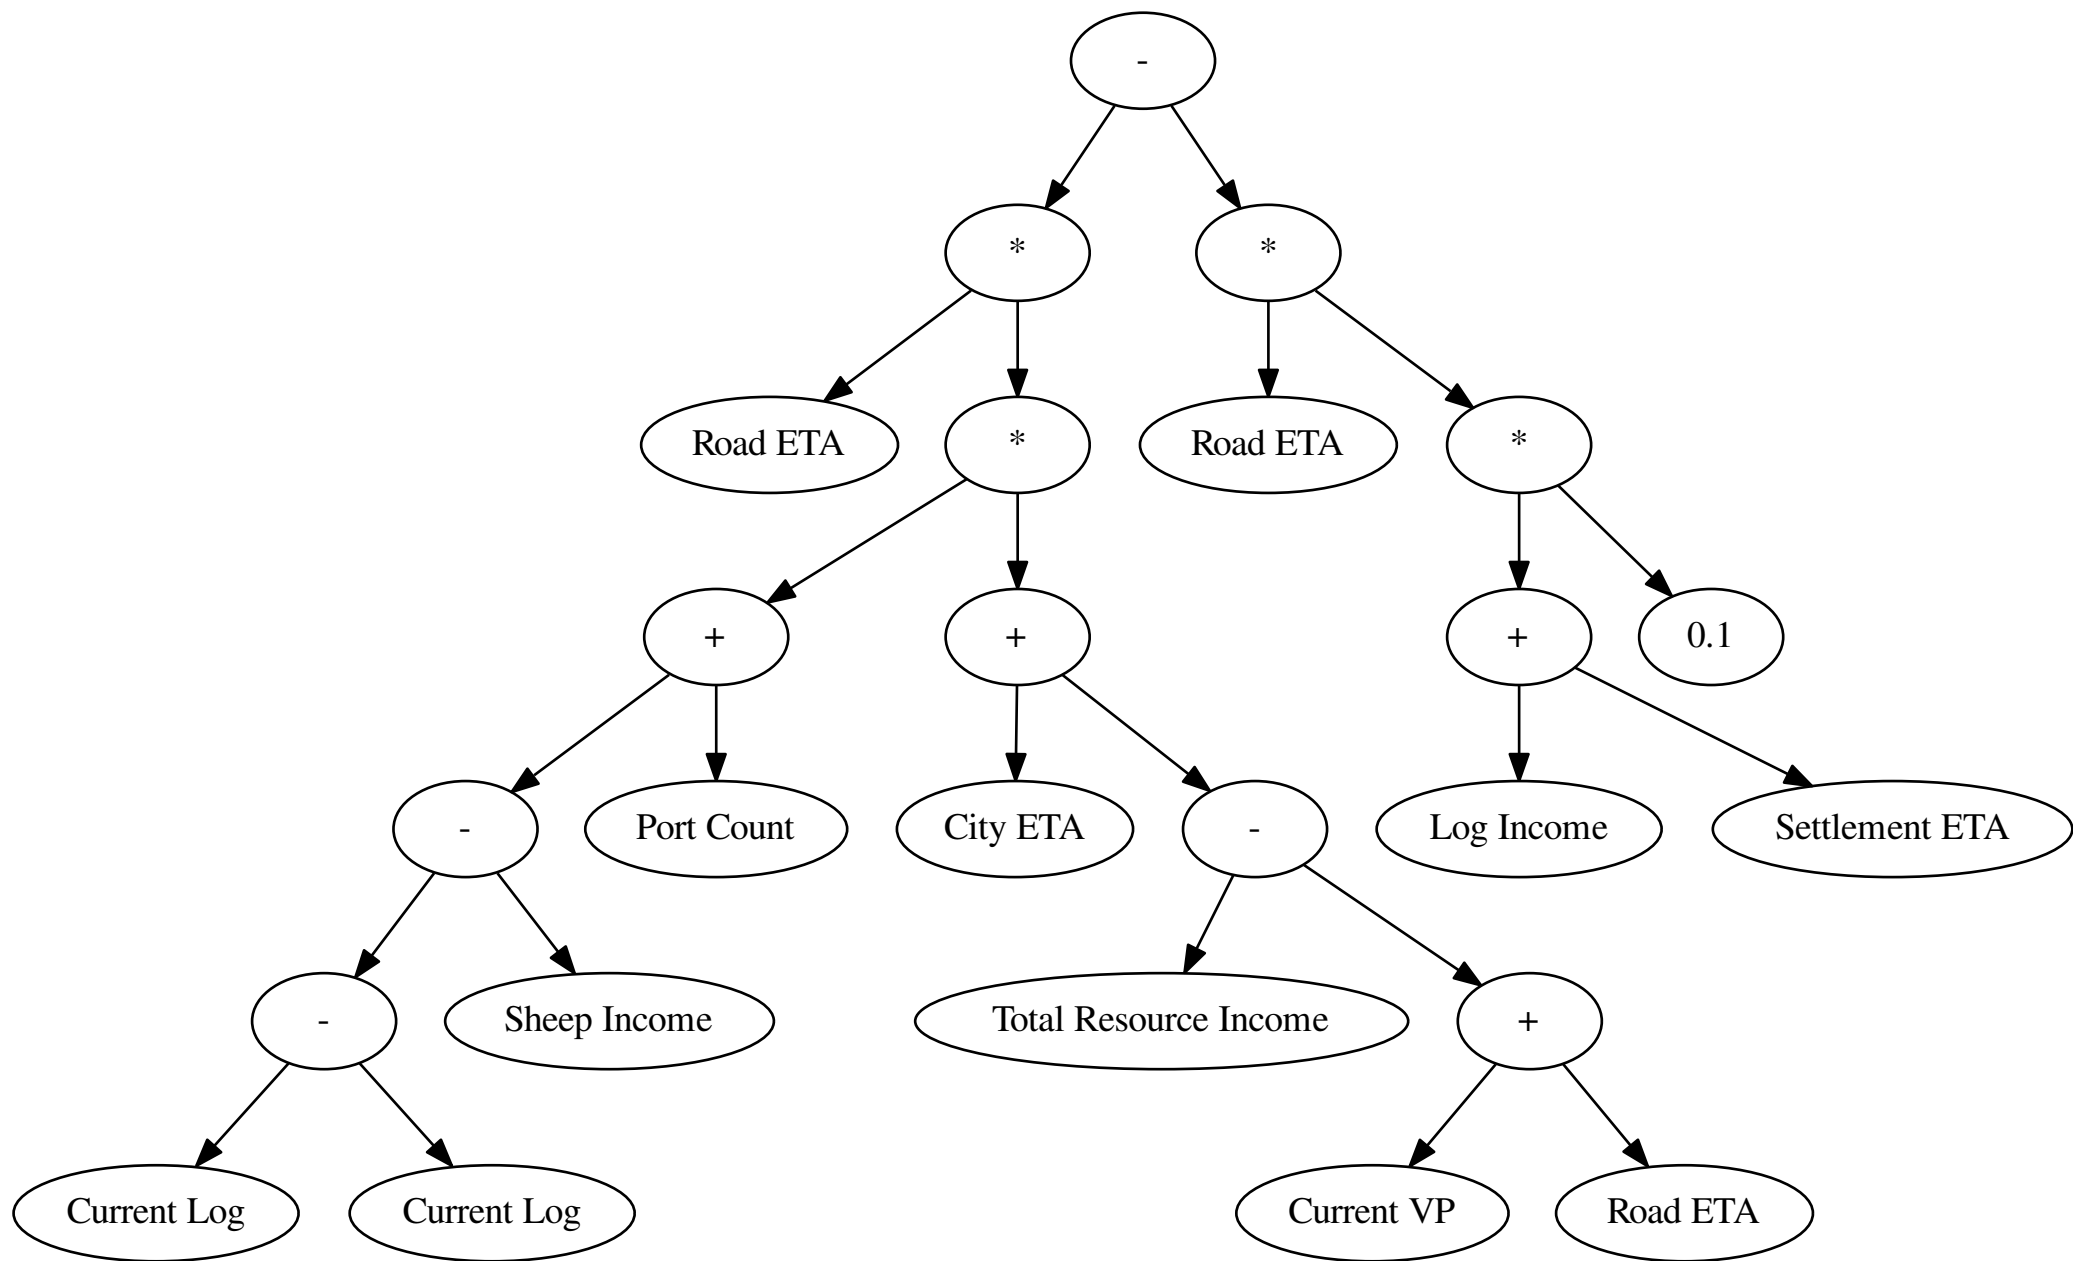 -
*
*
Road ETA
*
Road ETA
*
+
+
+
0.1
-
Port Count
City ETA
-
Log Income
Settlement ETA
-
Sheep Income
Total Resource Income
+
Current Log
Current Log
Current VP
Road ETA